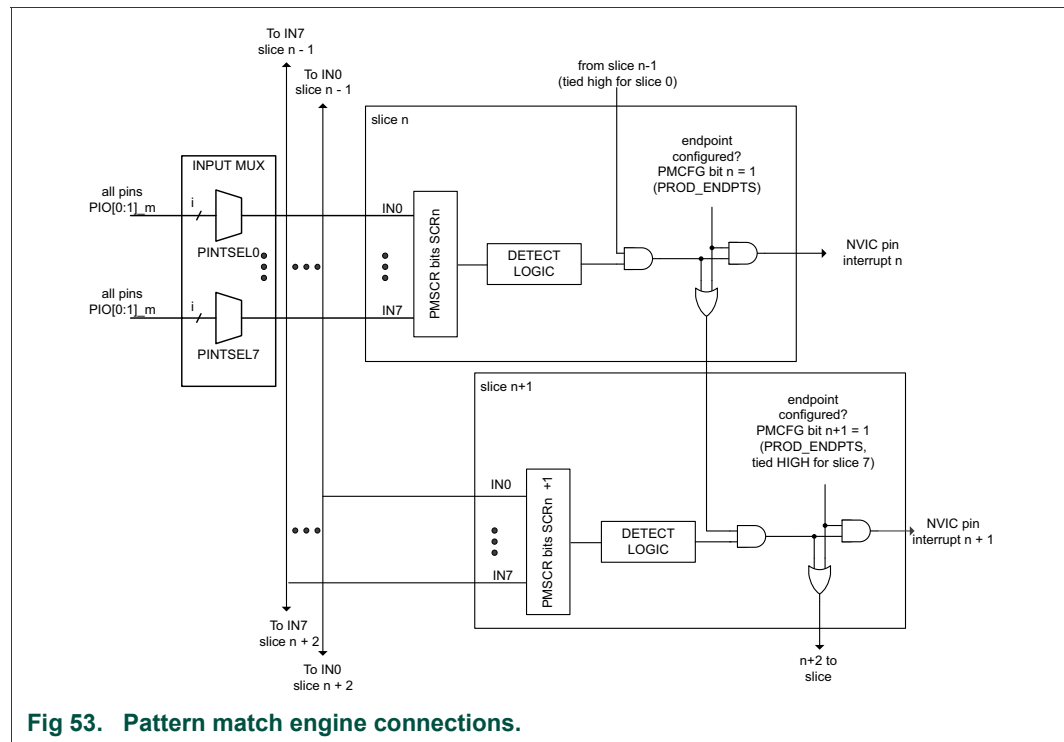 To IN7
slice n - 1
To IN0
slice n - 1
from slice n-1
(tied high for slice 0)
slice n
endpoint
configured?
PMCFG bit n = 1
(PROD_ENDPTS)
INPUT MUX
all pins
PIO[0:1]_m
i
PINTSEL0
IN0
PMSCR bits SCRn
DETECT
LOGIC
NVIC pin
interrupt n
all pins
PIO[0:1]_m
i
PINTSEL7
IN7
slice n+1
endpoint
configured?
PMCFG bit n+1 = 1
(PROD_ENDPTS,
tied HIGH for slice 7)
IN0
PMSCR bits SCRn +1
DETECT
LOGIC
NVIC pin
interrupt n + 1
IN7
To IN7
slice n + 2
To IN0
slice n + 2
n+2 to
slice
Fig 53. Pattern match engine connections.